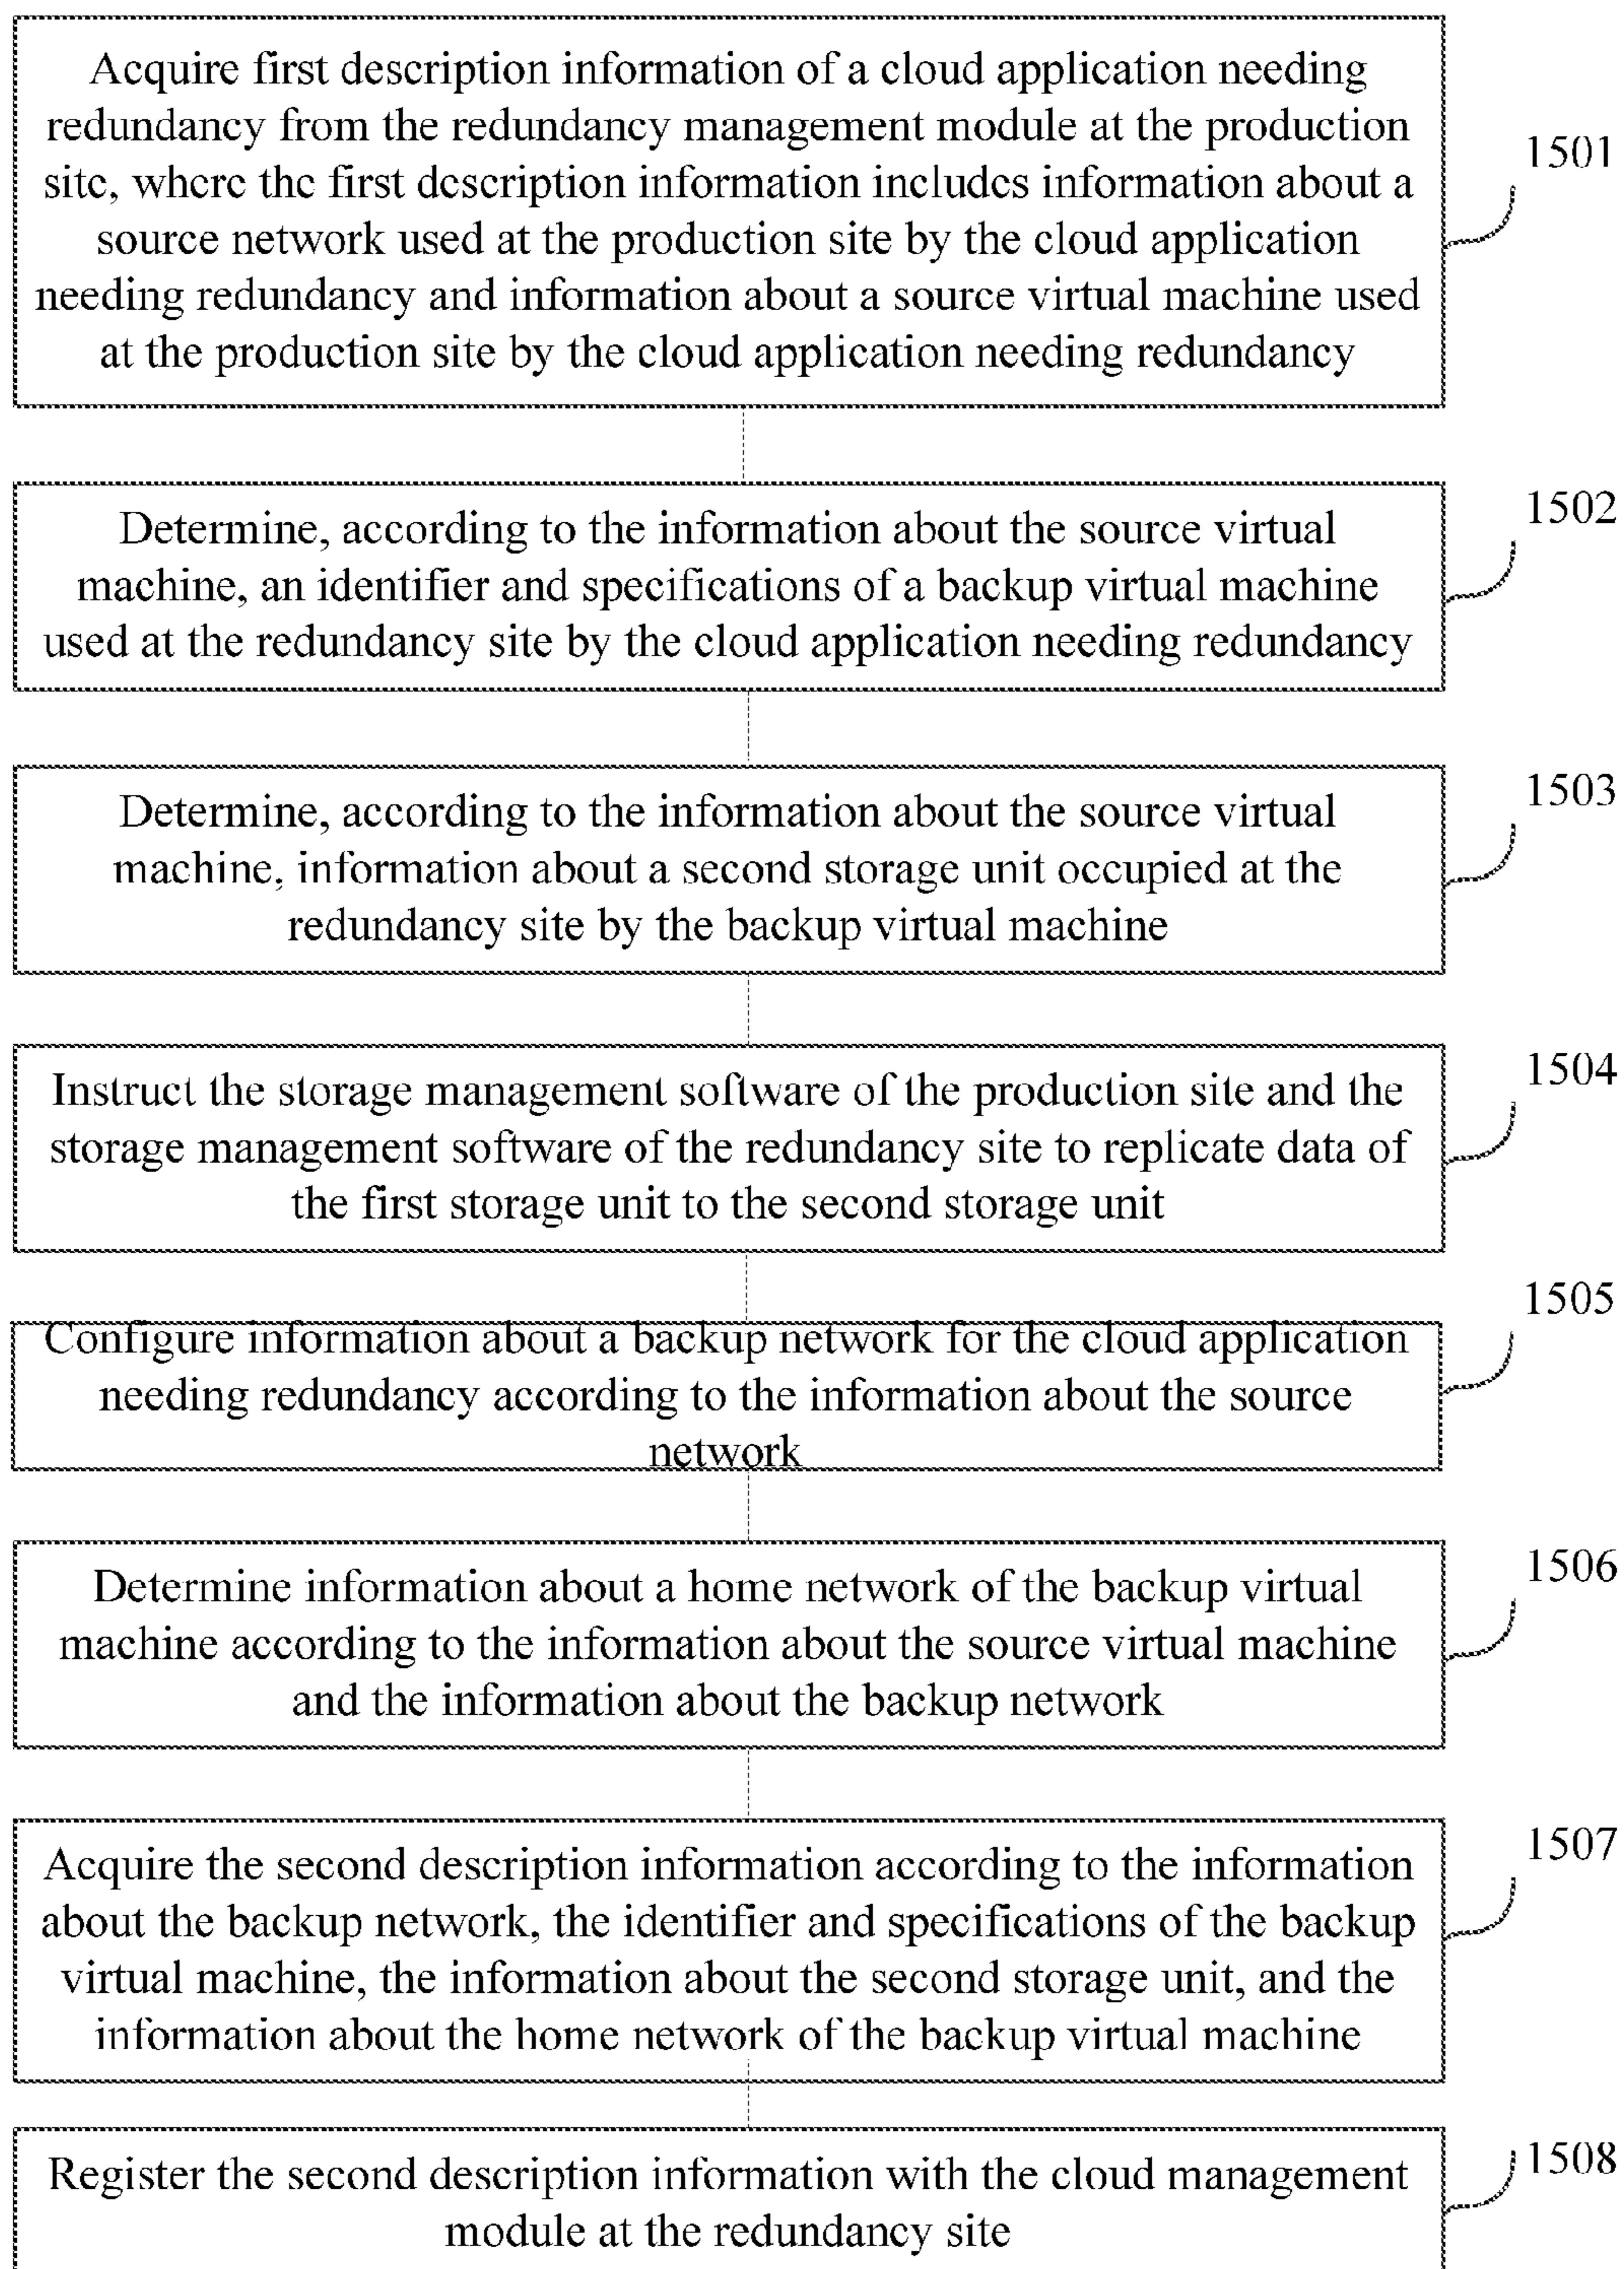 Acquire first description information of a cloud application needing
redundancy from the redundancy management module at the production
site, where the first description information includes information about a
source network used at the production site by the cloud application
needing redundancy and information about a source virtual machine used
at the production site by the cloud application needing redundancy
1501
Determine, according to the information about the source virtual
machine, an identifier and specifications of a backup virtual machine
used at the redundancy site by the cloud application needing redundancy
1502
Determine, according to the information about the source virtual
machine, information about a second storage unit occupied at the
redundancy site by the backup virtual machine
1503
Instruct the storage management software of the production site and the
storage management software of the redundancy site to replicate data of
the first storage unit to the second storage unit
1504
Configure information about a backup network for the cloud application
needing redundancy according to the information about the source
network
1505
Determine information about a home network of the backup virtual
machine according to the information about the source virtual machine
and the information about the backup network
1506
Acquire the second description information according to the information
about the backup network, the identifier and specifications of the backup
virtual machine, the information about the second storage unit, and the
information about the home network of the backup virtual machine
1507
Register the second description information with the cloud management
module at the redundancy site
1508